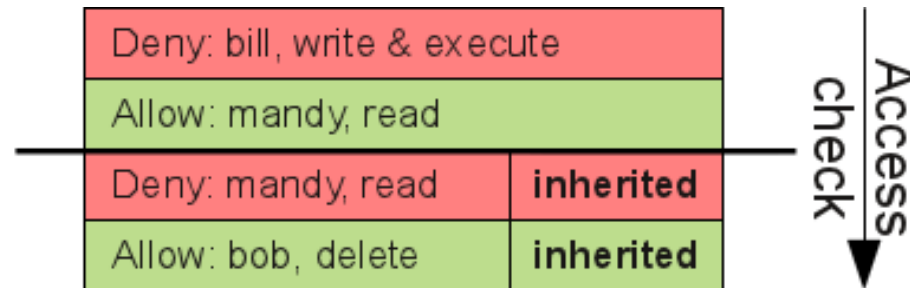 Deny: bill, write & execute
Allow: mandy, read
Deny: mandy, read inherited
Allow: bob, delete inherited
Access
check